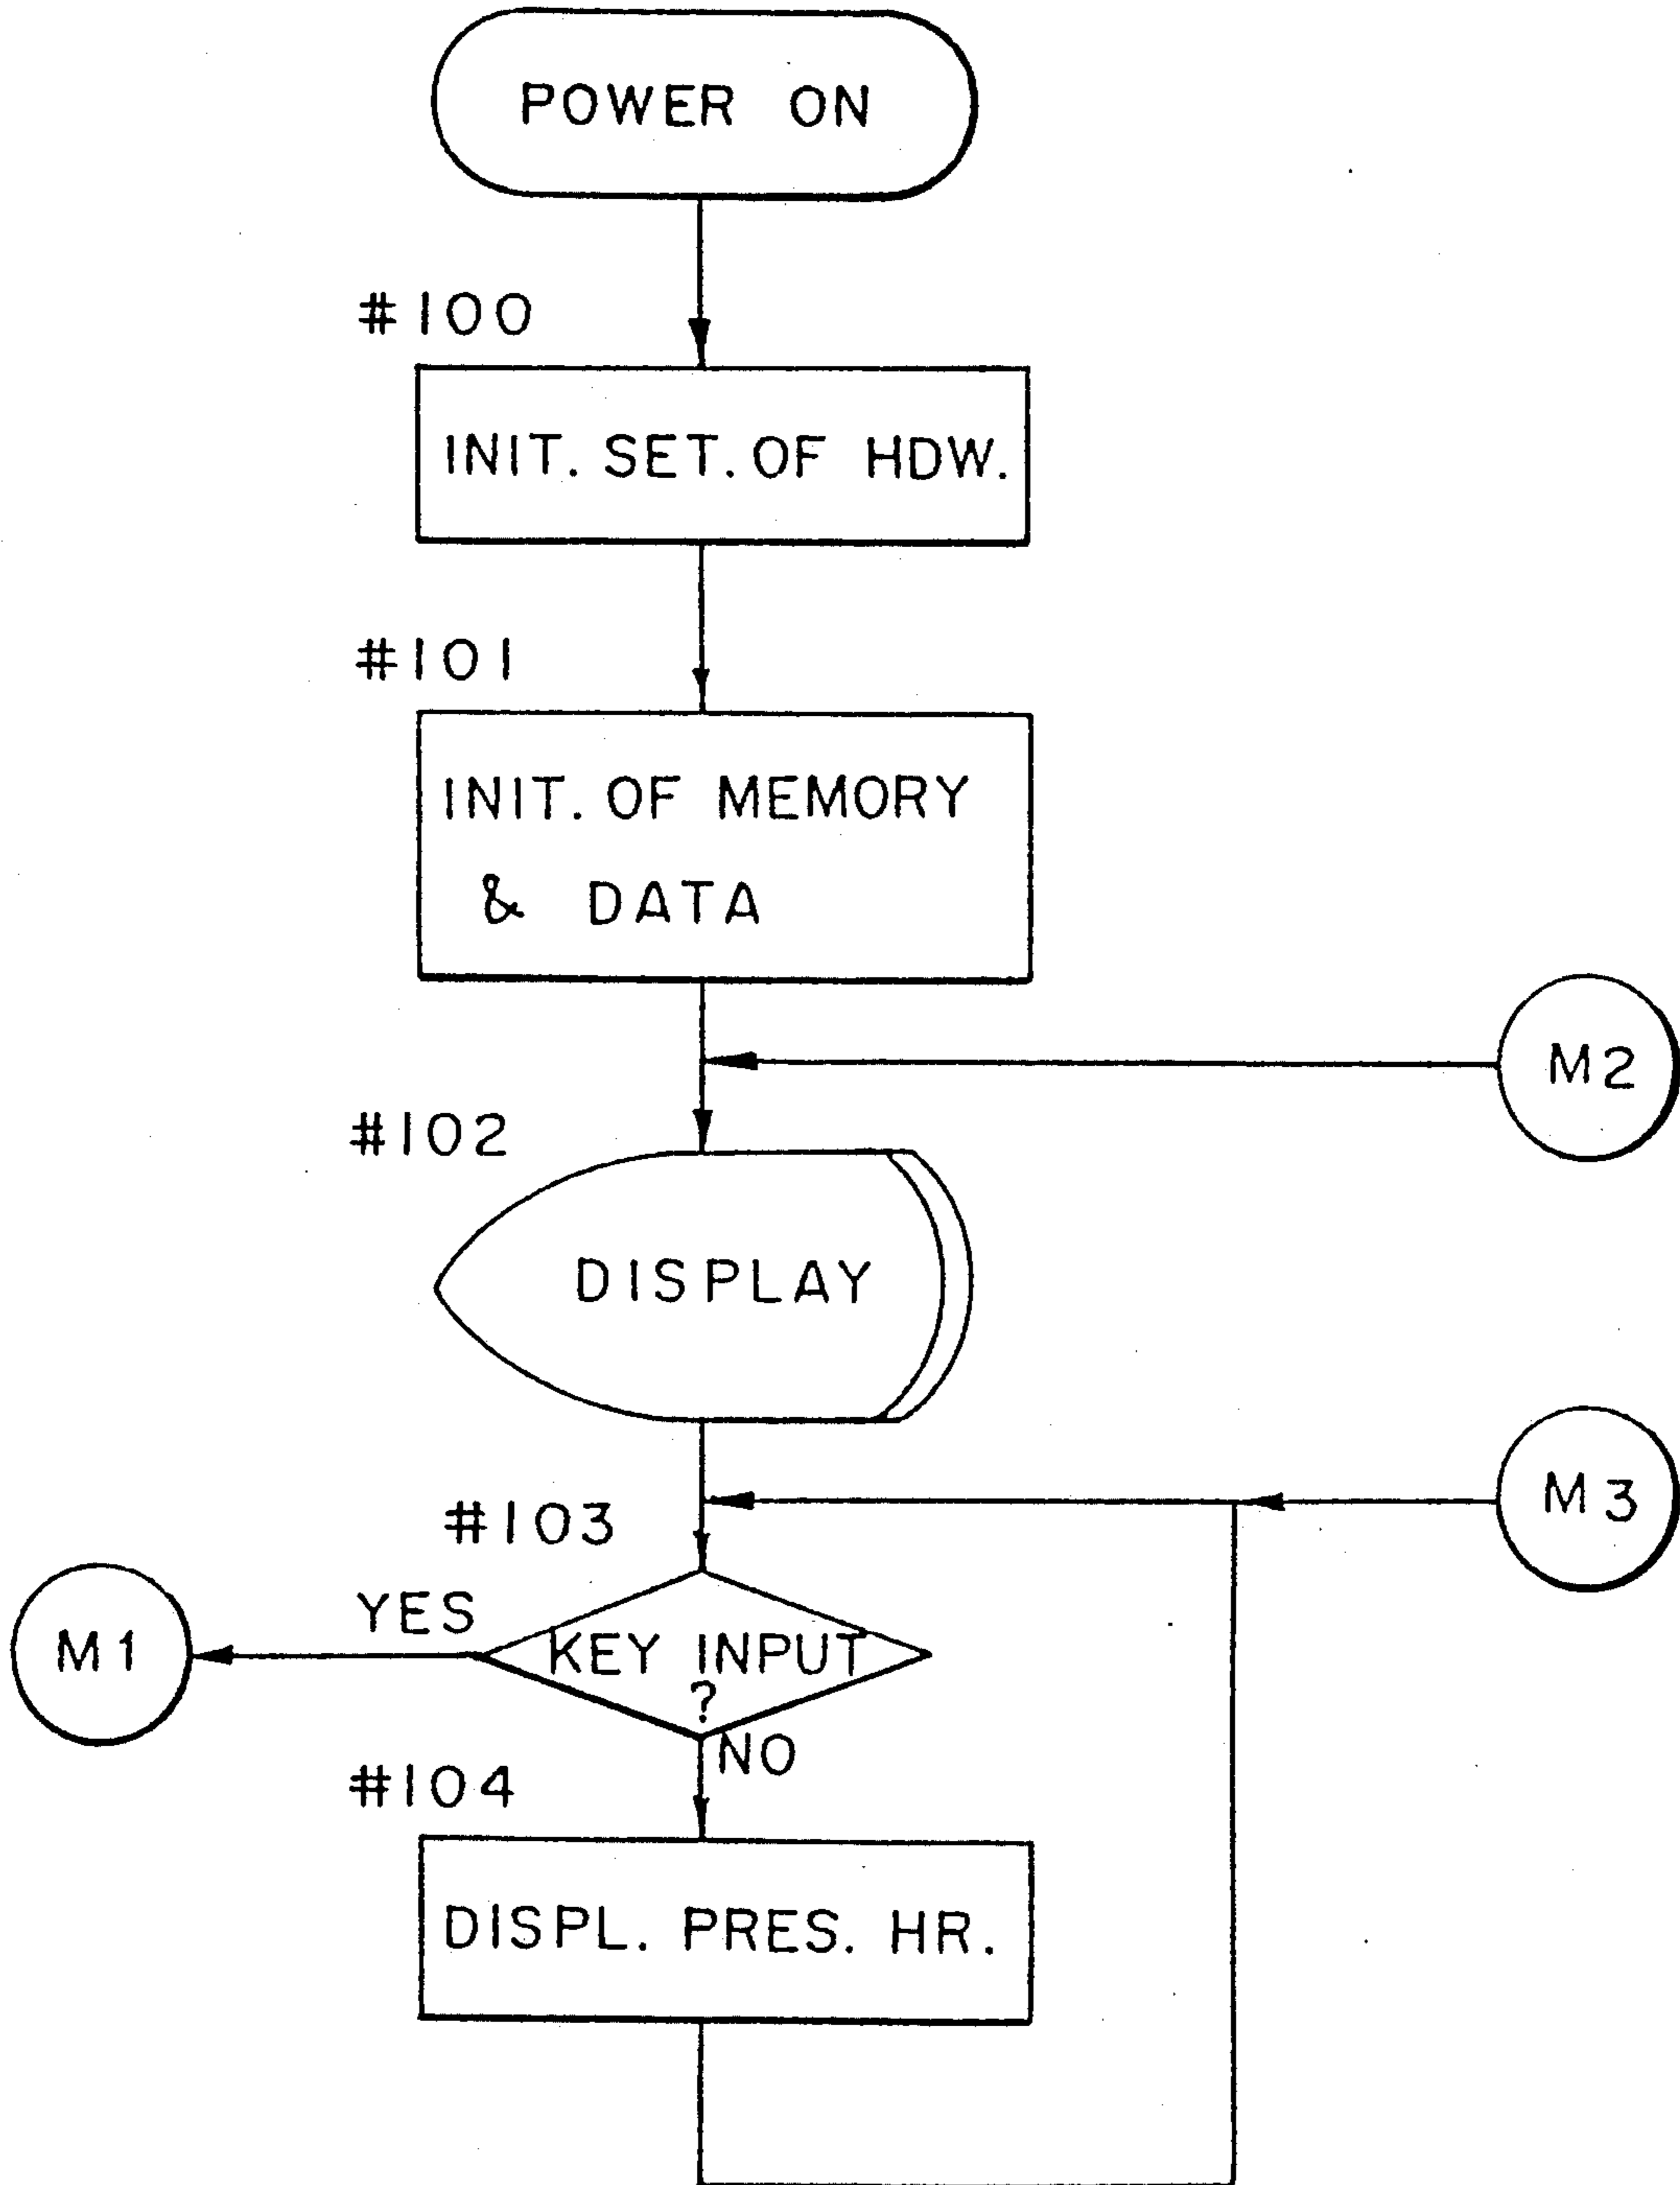 POWER ON
#100
INIT. SET. OF HDW.
#101
INIT. OF MEMORY
& DATA
M2
#102
DISPLAY
M3
#103
YES
M1
KEY INPUT
?
NO
#104
DISPL. PRES. HR.